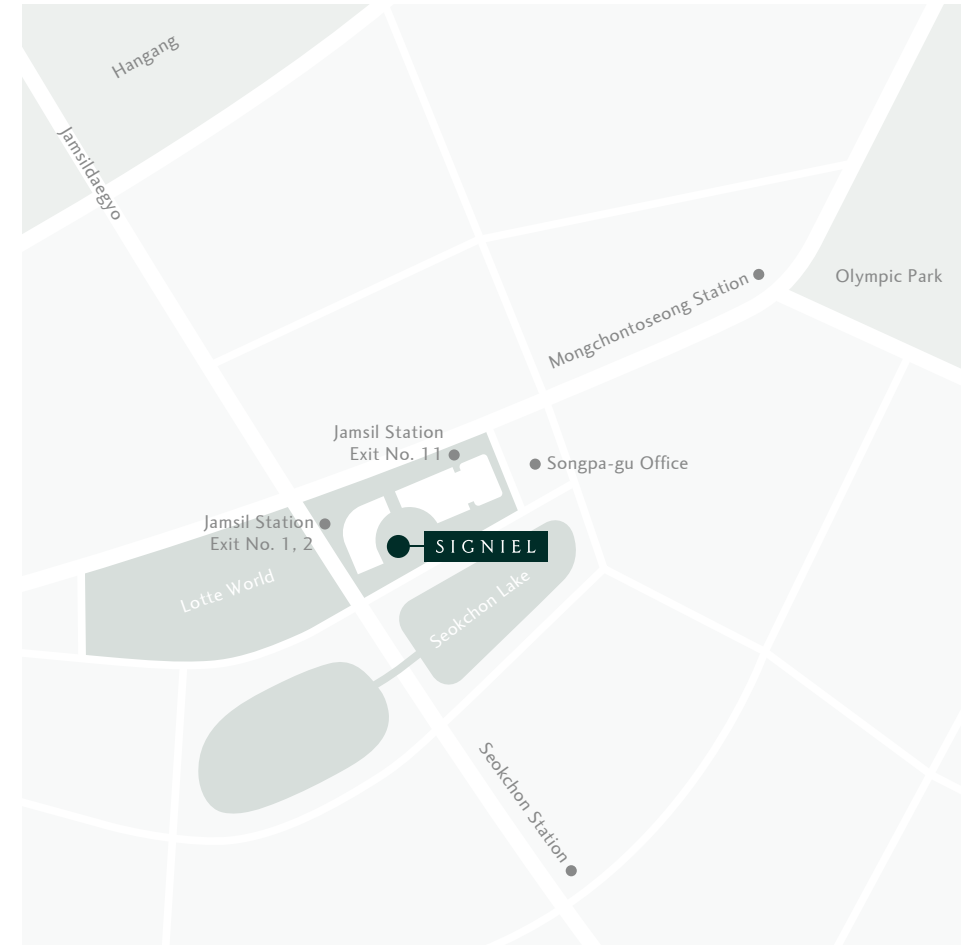 Hangang
Jamsildaegyo
Olympic Park
Mongchontoseong Station
Jamsil Station
Exit No. 11
Songpa-gu Office
Jamsil Station
Exit No. 1, 2
SIGNIEL
Lotte World
Seokchon Lake
Seokchon Station